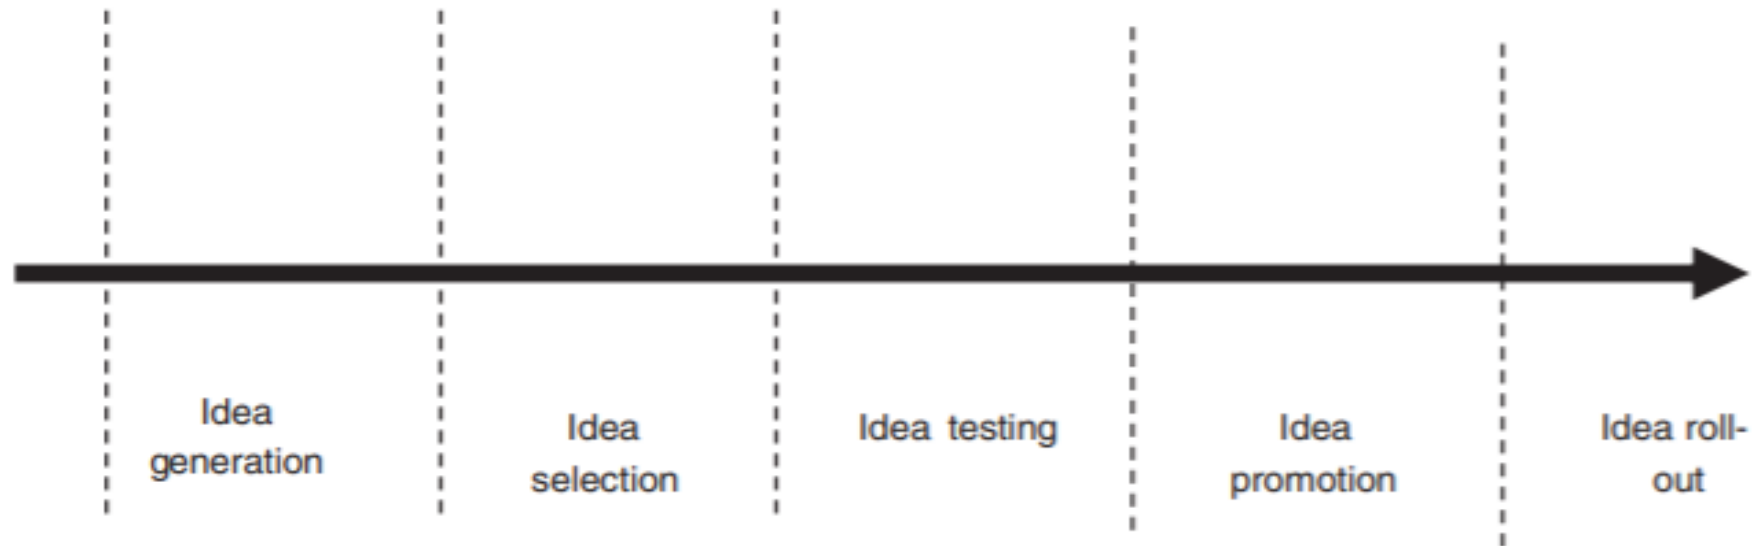 Idea
generation
Idea
selection
Idea testing
Idea
promotion
Idea roll-
out